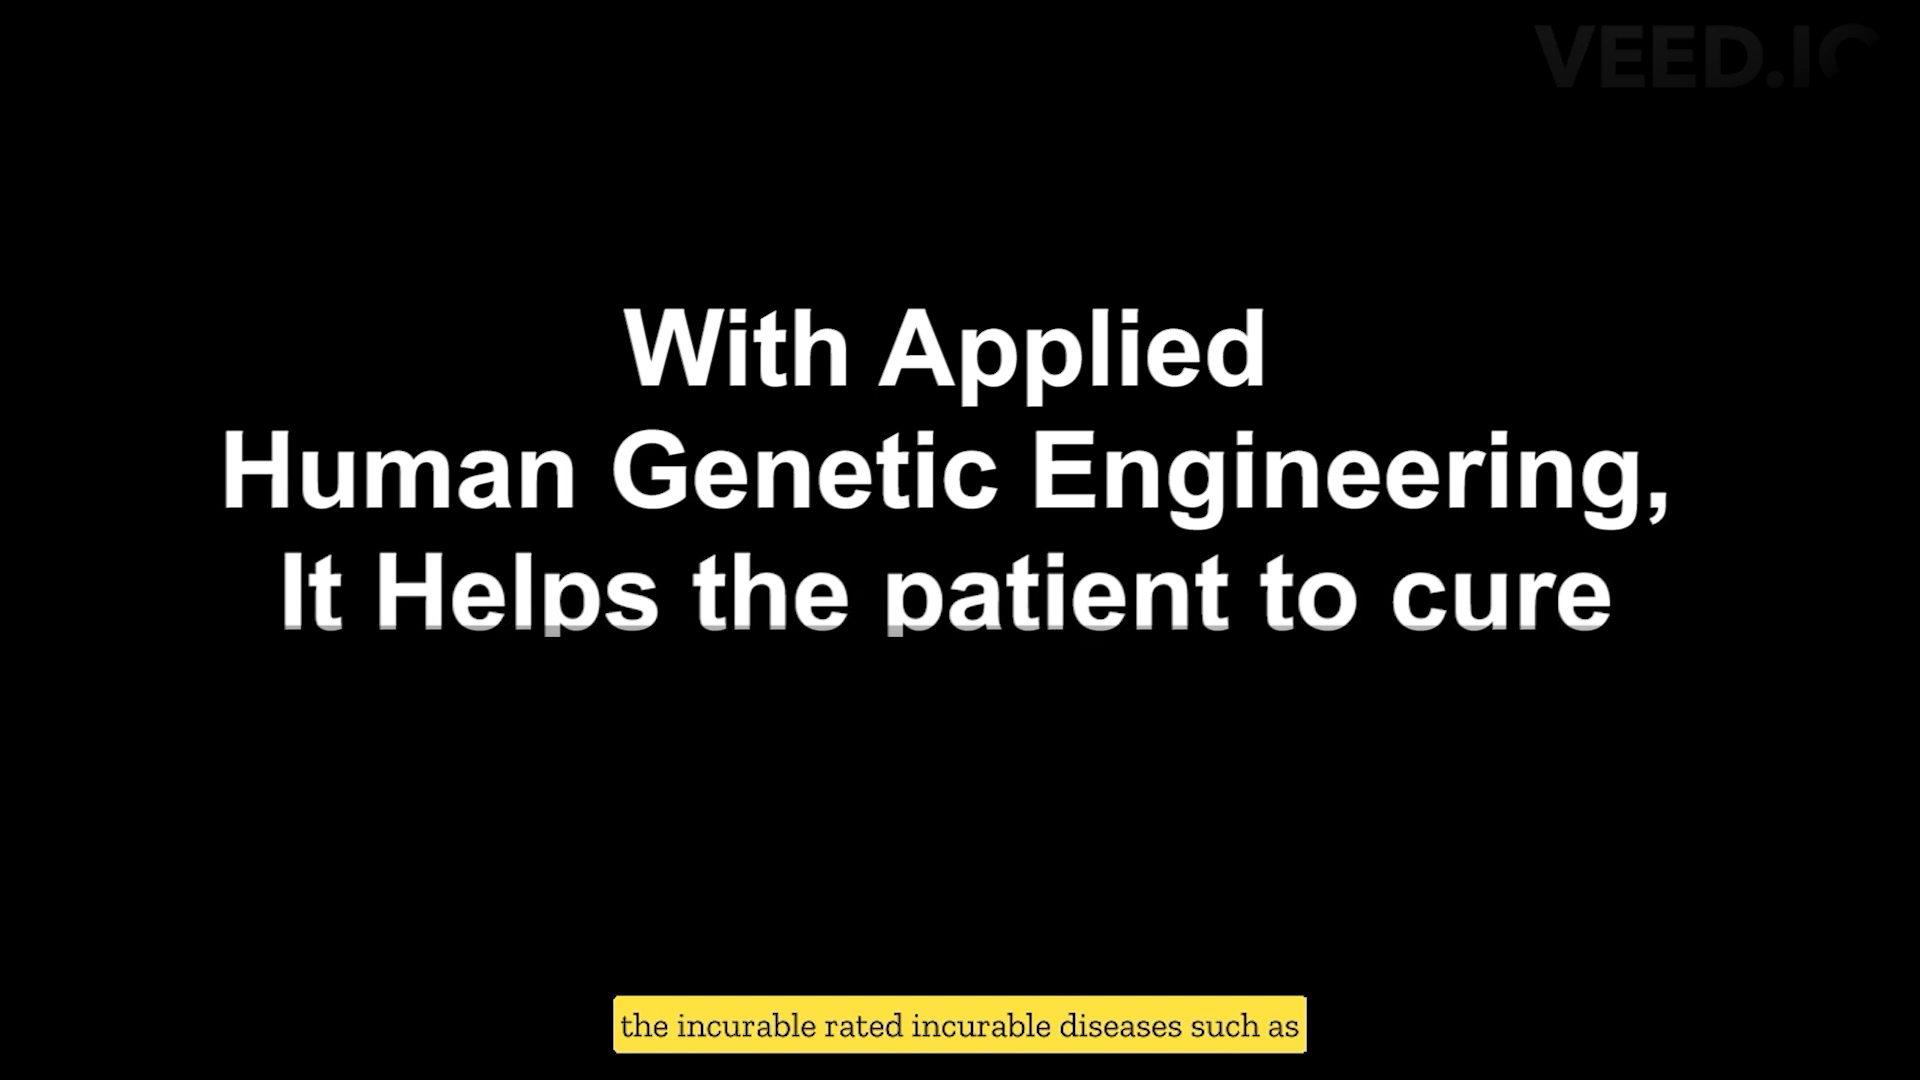 VEED.IO
With Applied
Human Genetic Engineering,
It Helps the patient to cure
the incurable rated incurable diseases such as